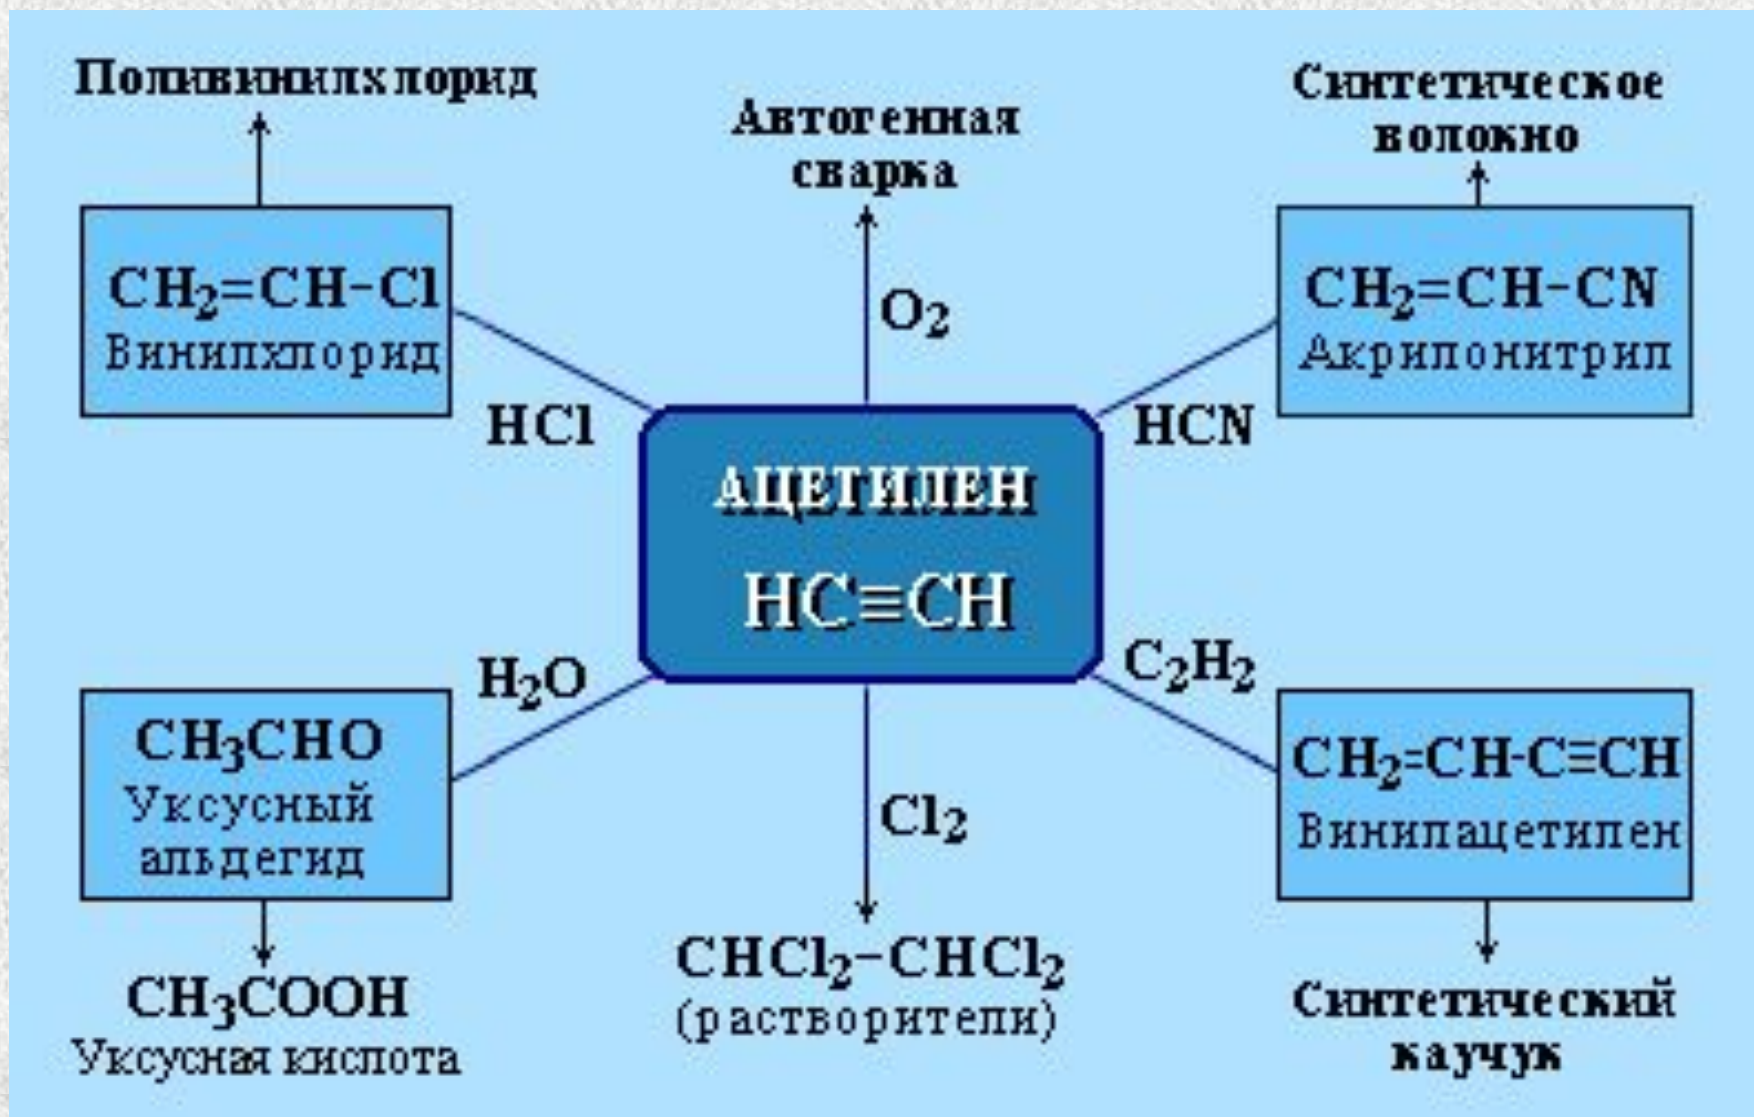 Поливинилхлорид
CH₂=CH-Cl
Винилхлорид
HCl
Автогенная
сварка
O₂
Синтетическое
волокно
CH₂=CH-CN
Акрилонитрил
HCN
АЦЕТИЛЕН
HC≡CH
H₂O
CH₃CHO
Уксусный
альдегид
CH₃COOH
Уксусная кислота
Cl₂
CHCl₂-CHCl₂
(растворители)
C₂H₂
CH₂=CH-C≡CH
Винилацетилен
Синтетический
каучук